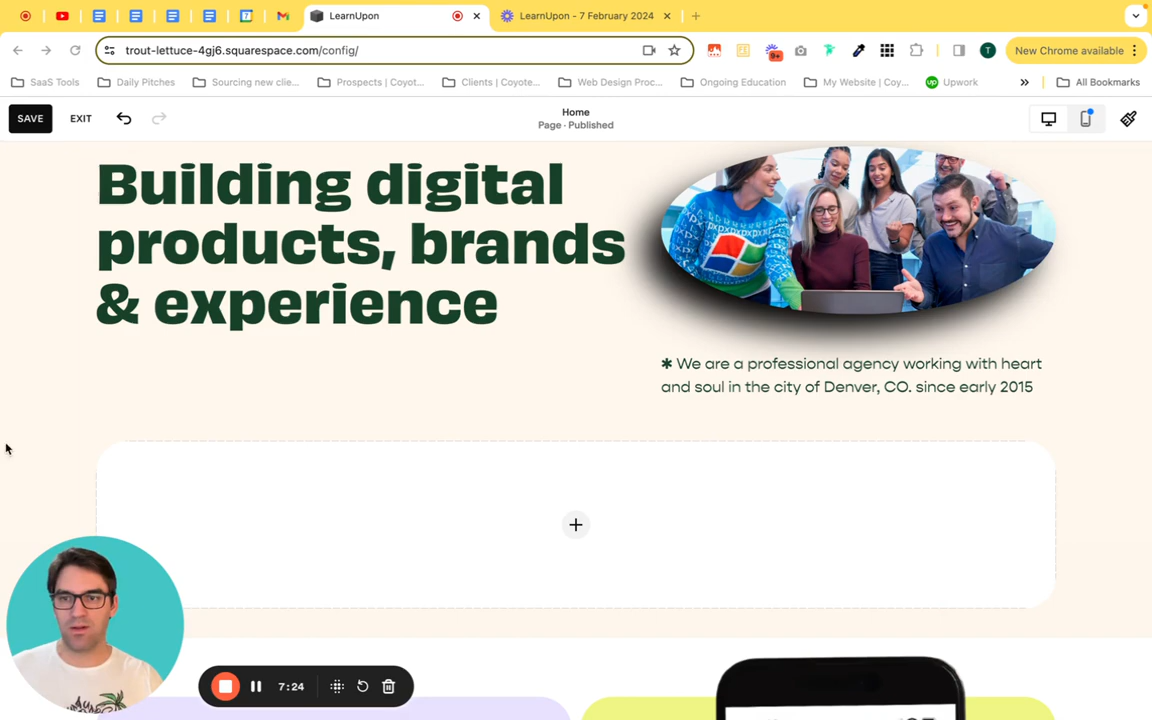 LearnUpon
LearnUpon - 7 February 2024
trout-lettuce-4gj6.squarespace.com/config/
T
New Chrome available
SaaS Tools
Daily Pitches
Sourcing new clie...
Prospects | Coyot...
Clients | Coyote...
Web Design Proc...
Ongoing Education
My Website | Coy...
up
Upwork
»
All Bookmarks
SAVE
EXIT
Home
Page · Published
Building digital
products, brands
& experience
✱ We are a professional agency working with heart
and soul in the city of Denver, CO. since early 2015
7:24